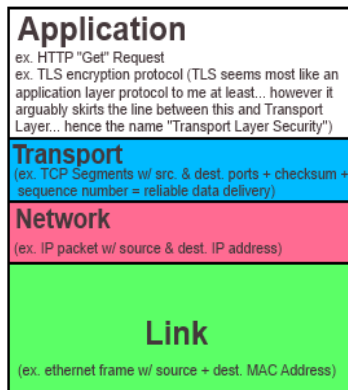 Application
ex. HTTP "Get" Request
ex. TLS encryption protocol (TLS seems most like an
application layer protocol to me at least... however it
arguably skirts the line between this and Transport
Layer... hence the name "Transport Layer Security")
Transport
(ex. TCP Segments w/ src. & dest. ports + checksum +
sequence number = reliable data delivery)
Network
(ex. IP packet w/ source & dest. IP address)
Link
(ex. ethernet frame w/ source + dest. MAC Address)